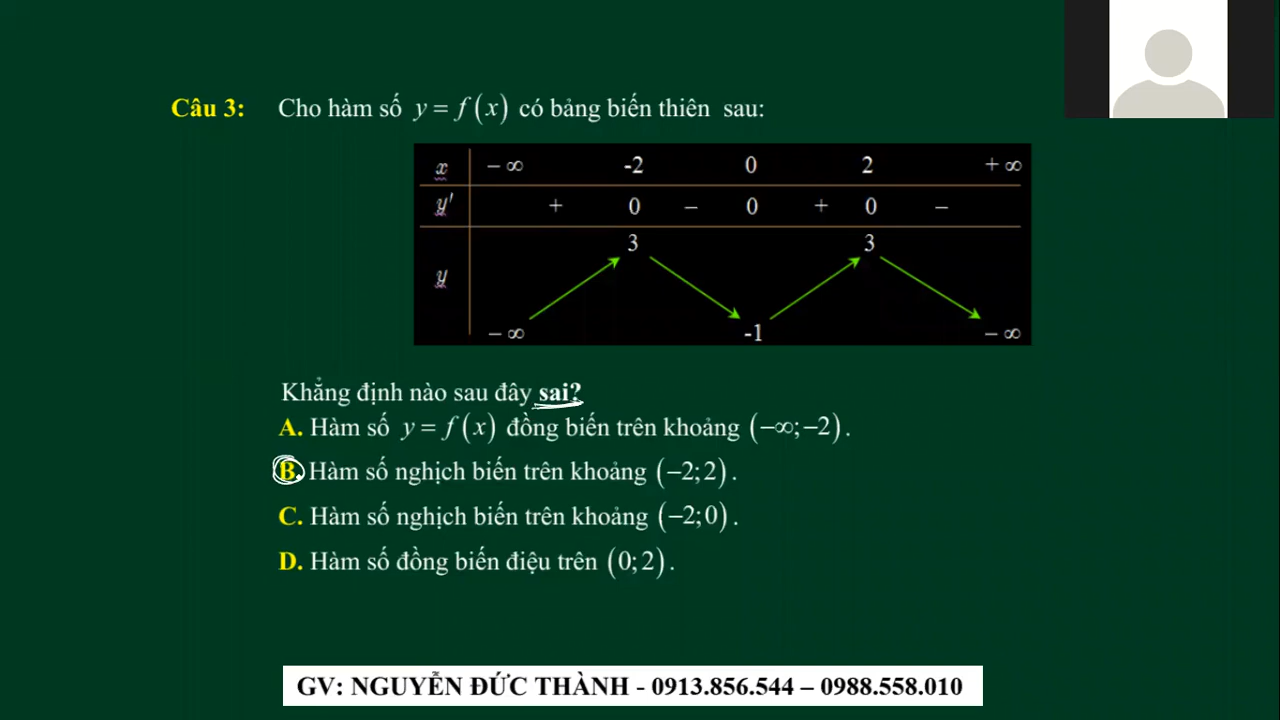 Câu 3: Cho hàm số y = f(x) có bảng biến thiên sau:
x − ∞ -2 0 2 + ∞
y' + 0 − 0 + 0 −
3 3
y
− ∞ -1 − ∞
Khẳng định nào sau đây sai?
A. Hàm số y = f(x) đồng biến trên khoảng (−∞;−2).
B. Hàm số nghịch biến trên khoảng (−2;2).
C. Hàm số nghịch biến trên khoảng (−2;0).
D. Hàm số đồng biến điệu trên (0;2).
GV: NGUYỄN ĐỨC THÀNH - 0913.856.544 – 0988.558.010